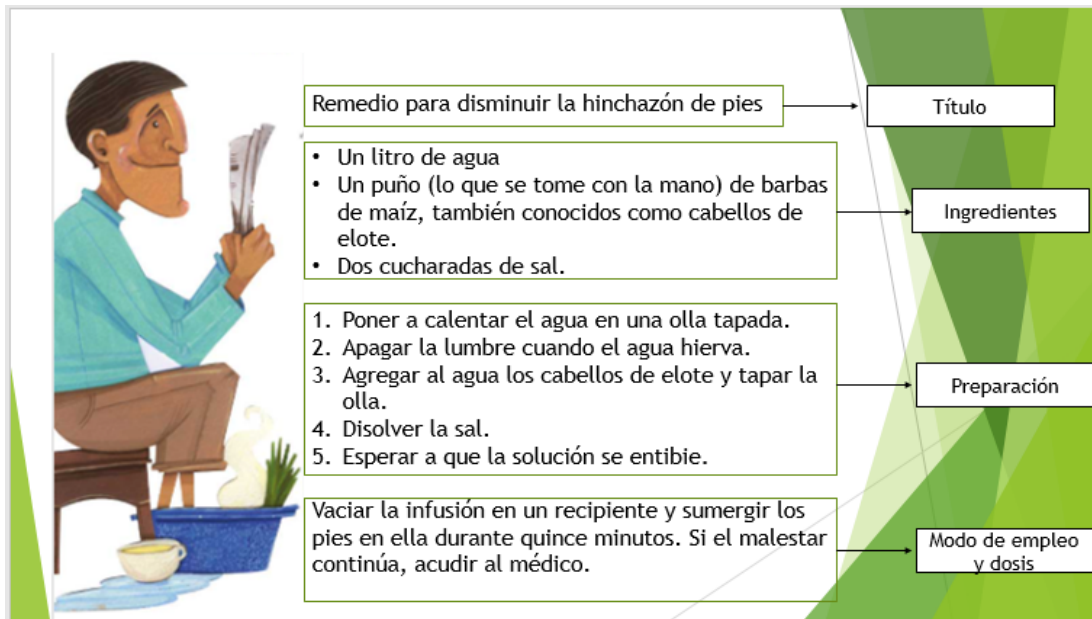 Remedio para disminuir la hinchazón de pies
Título
• Un litro de agua
• Un puño (lo que se tome con la mano) de barbas
de maíz, también conocidos como cabellos de
elote.
• Dos cucharadas de sal.
Ingredientes
1. Poner a calentar el agua en una olla tapada.
2. Apagar la lumbre cuando el agua hierva.
3. Agregar al agua los cabellos de elote y tapar la
olla.
4. Disolver la sal.
5. Esperar a que la solución se entibie.
Preparación
Vaciar la infusión en un recipiente y sumergir los
pies en ella durante quince minutos. Si el malestar
continúa, acudir al médico.
Modo de empleo
y dosis